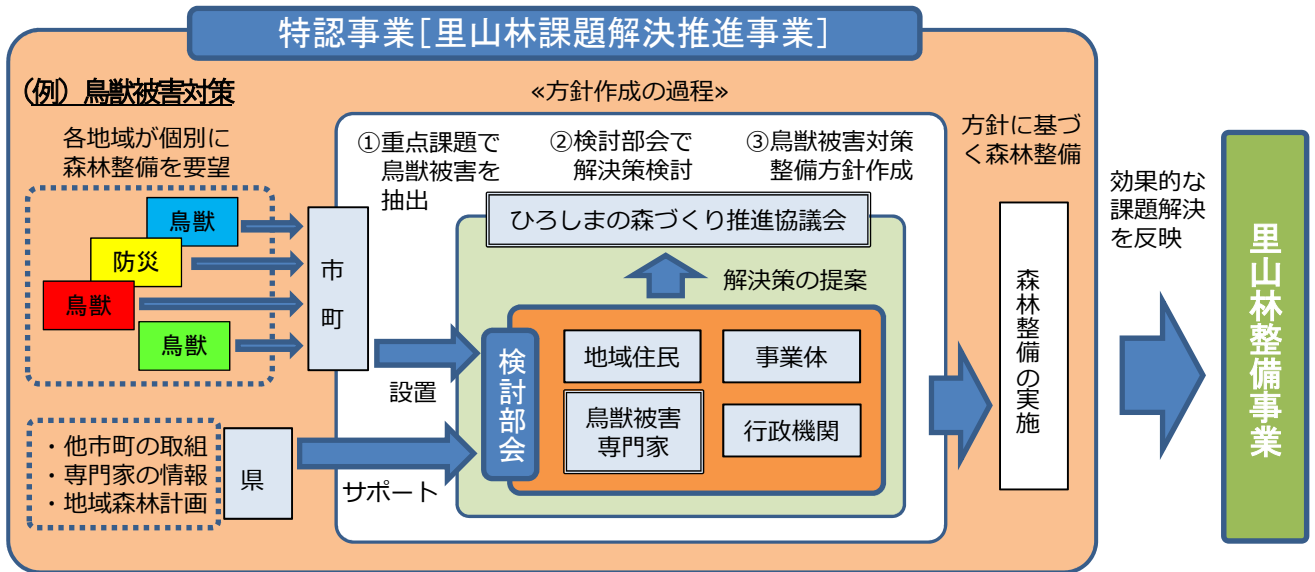 特認事業[里山林課題解決推進事業]
(例) 鳥獣被害対策
各地域が個別に
森林整備を要望
鳥獣
防災
鳥獣
鳥獣
市
町
・他市町の取組
・専門家の情報
・地域森林計画
県
«方針作成の過程»
①重点課題で
鳥獣被害を
抽出
②検討部会で
解決策検討
③鳥獣被害対策
整備方針作成
ひろしまの森づくり推進協議会
解決策の提案
設置
サポート
検討部会
地域住民
事業体
鳥獣被害
専門家
行政機関
方針に基づ
く森林整備
森林整備の実施
効果的な
課題解決
を反映
里山林整備事業